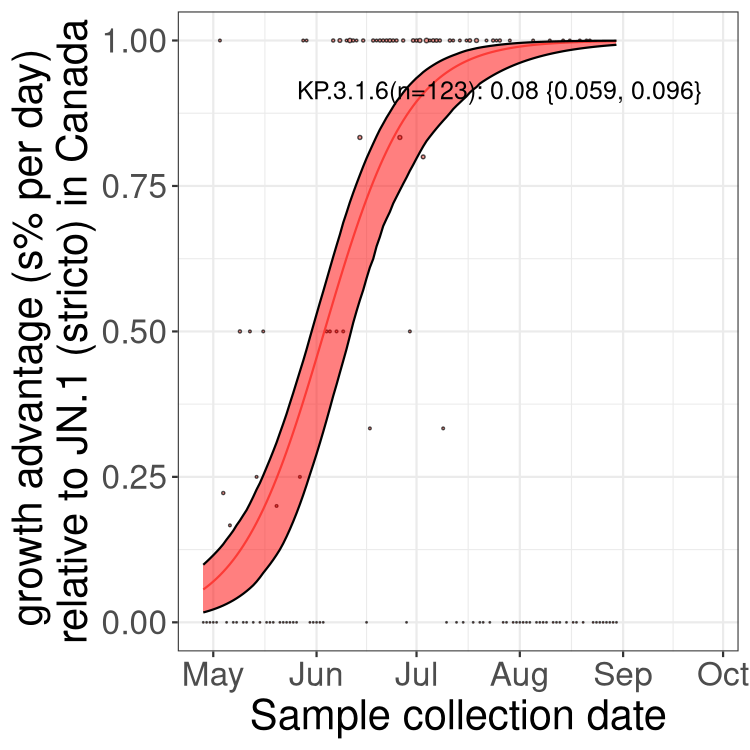 growth advantage (s% per day)
relative to JN.1 (stricto) in Canada
1.00
0.75
0.50
0.25
0.00
KP.3.1.6(n=123): 0.08 {0.059, 0.096}
May Jun Jul Aug Sep Oct
Sample collection date